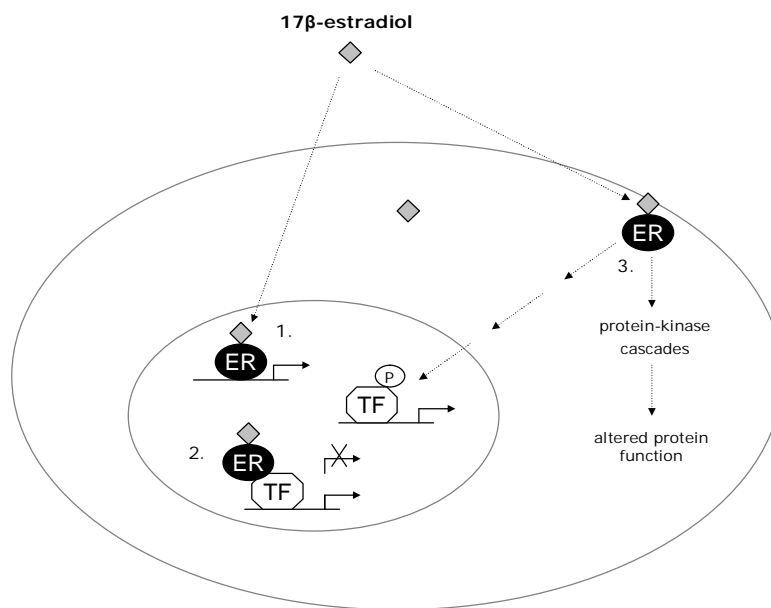 17β-estradiol
ER
3.
1.
ER
protein-kinase
cascades
P
TF
2.
ER
TF
altered protein
function